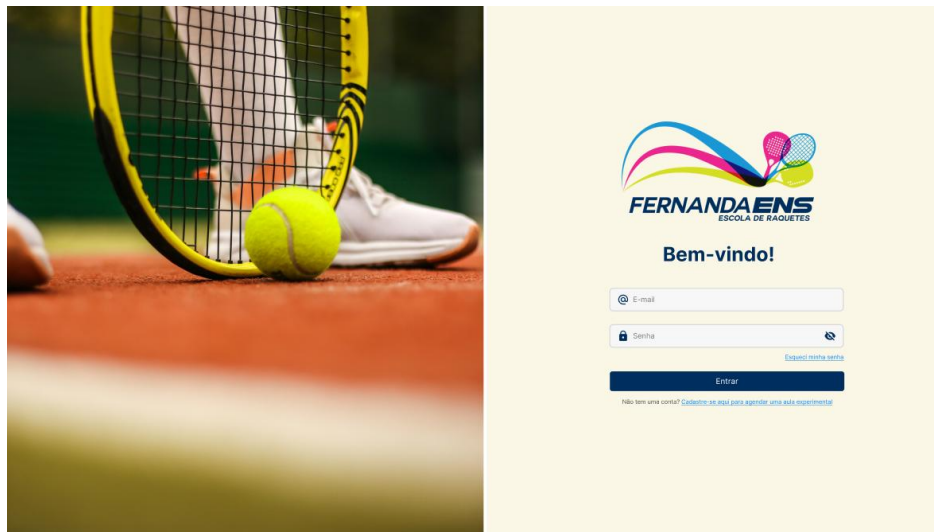 FERNANDAENS
ESCOLA DE RAQUETES
Bem-vindo!
E-mail
Senha
Esqueci minha senha
Entrar
Não tem uma conta? Cadastre-se aqui para agendar uma aula experimental